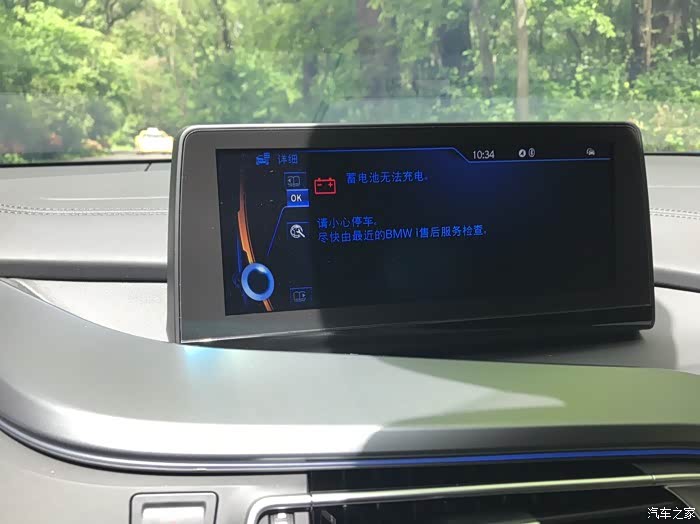 详细
10:34
蓄电池无法充电。
OK
请小心停车。
尽快由最近的BMW i售后服务检查。
汽车之家